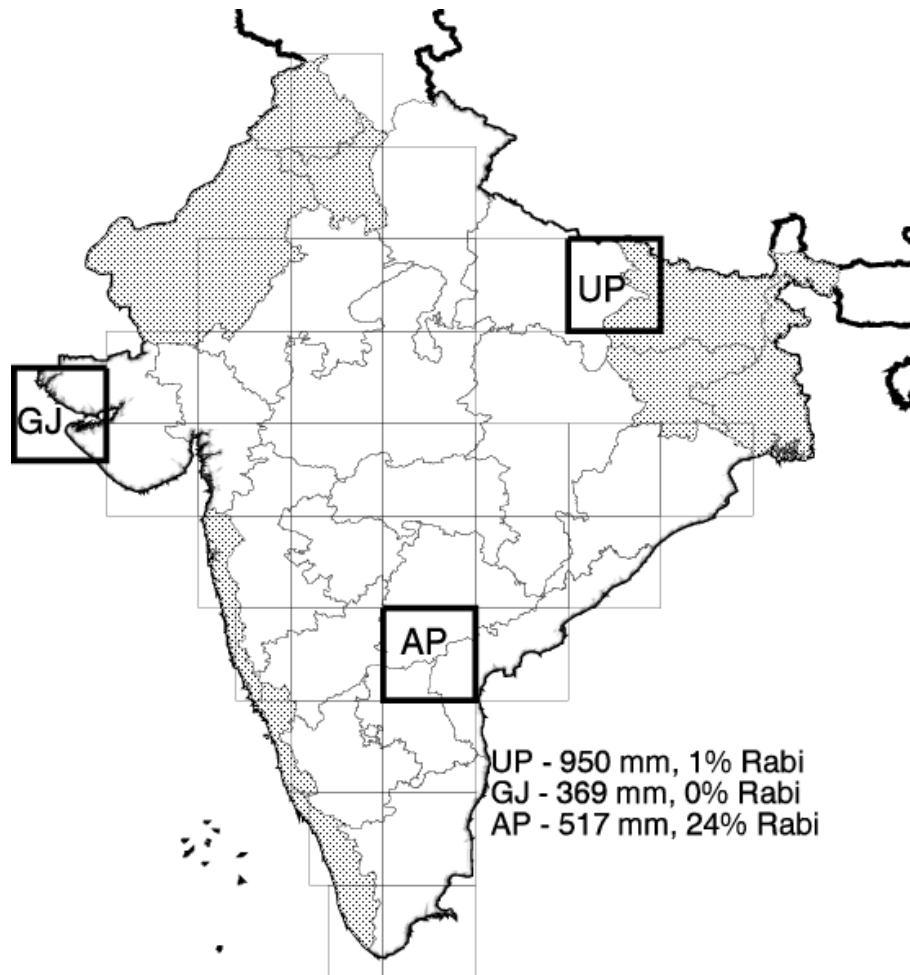 UP
GJ
AP
UP - 950 mm, 1% Rabi
GJ - 369 mm, 0% Rabi
AP - 517 mm, 24% Rabi